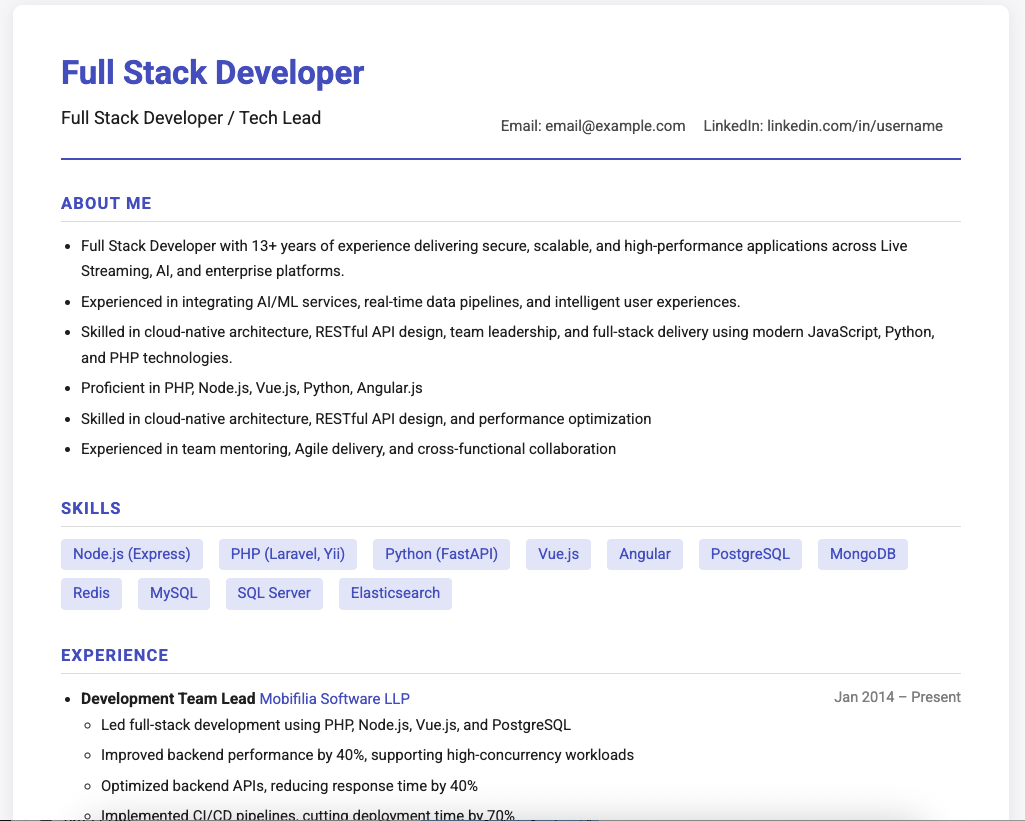 Full Stack Developer
Full Stack Developer / Tech Lead
Email: email@example.com LinkedIn: linkedin.com/in/username
ABOUT ME
• Full Stack Developer with 13+ years of experience delivering secure, scalable, and high-performance applications across Live
Streaming, AI, and enterprise platforms.
• Experienced in integrating AI/ML services, real-time data pipelines, and intelligent user experiences.
• Skilled in cloud-native architecture, RESTful API design, team leadership, and full-stack delivery using modern JavaScript, Python,
and PHP technologies.
• Proficient in PHP, Node.js, Vue.js, Python, Angular.js
• Skilled in cloud-native architecture, RESTful API design, and performance optimization
• Experienced in team mentoring, Agile delivery, and cross-functional collaboration
SKILLS
Node.js (Express) PHP (Laravel, Yii) Python (FastAPI) Vue.js Angular PostgreSQL MongoDB
Redis MySQL SQL Server Elasticsearch
EXPERIENCE
• Development Team Lead Mobifilia Software LLP Jan 2014 – Present
◦ Led full-stack development using PHP, Node.js, Vue.js, and PostgreSQL
◦ Improved backend performance by 40%, supporting high-concurrency workloads
◦ Optimized backend APIs, reducing response time by 40%
◦ Implemented CI/CD pipelines, cutting deployment time by 70%